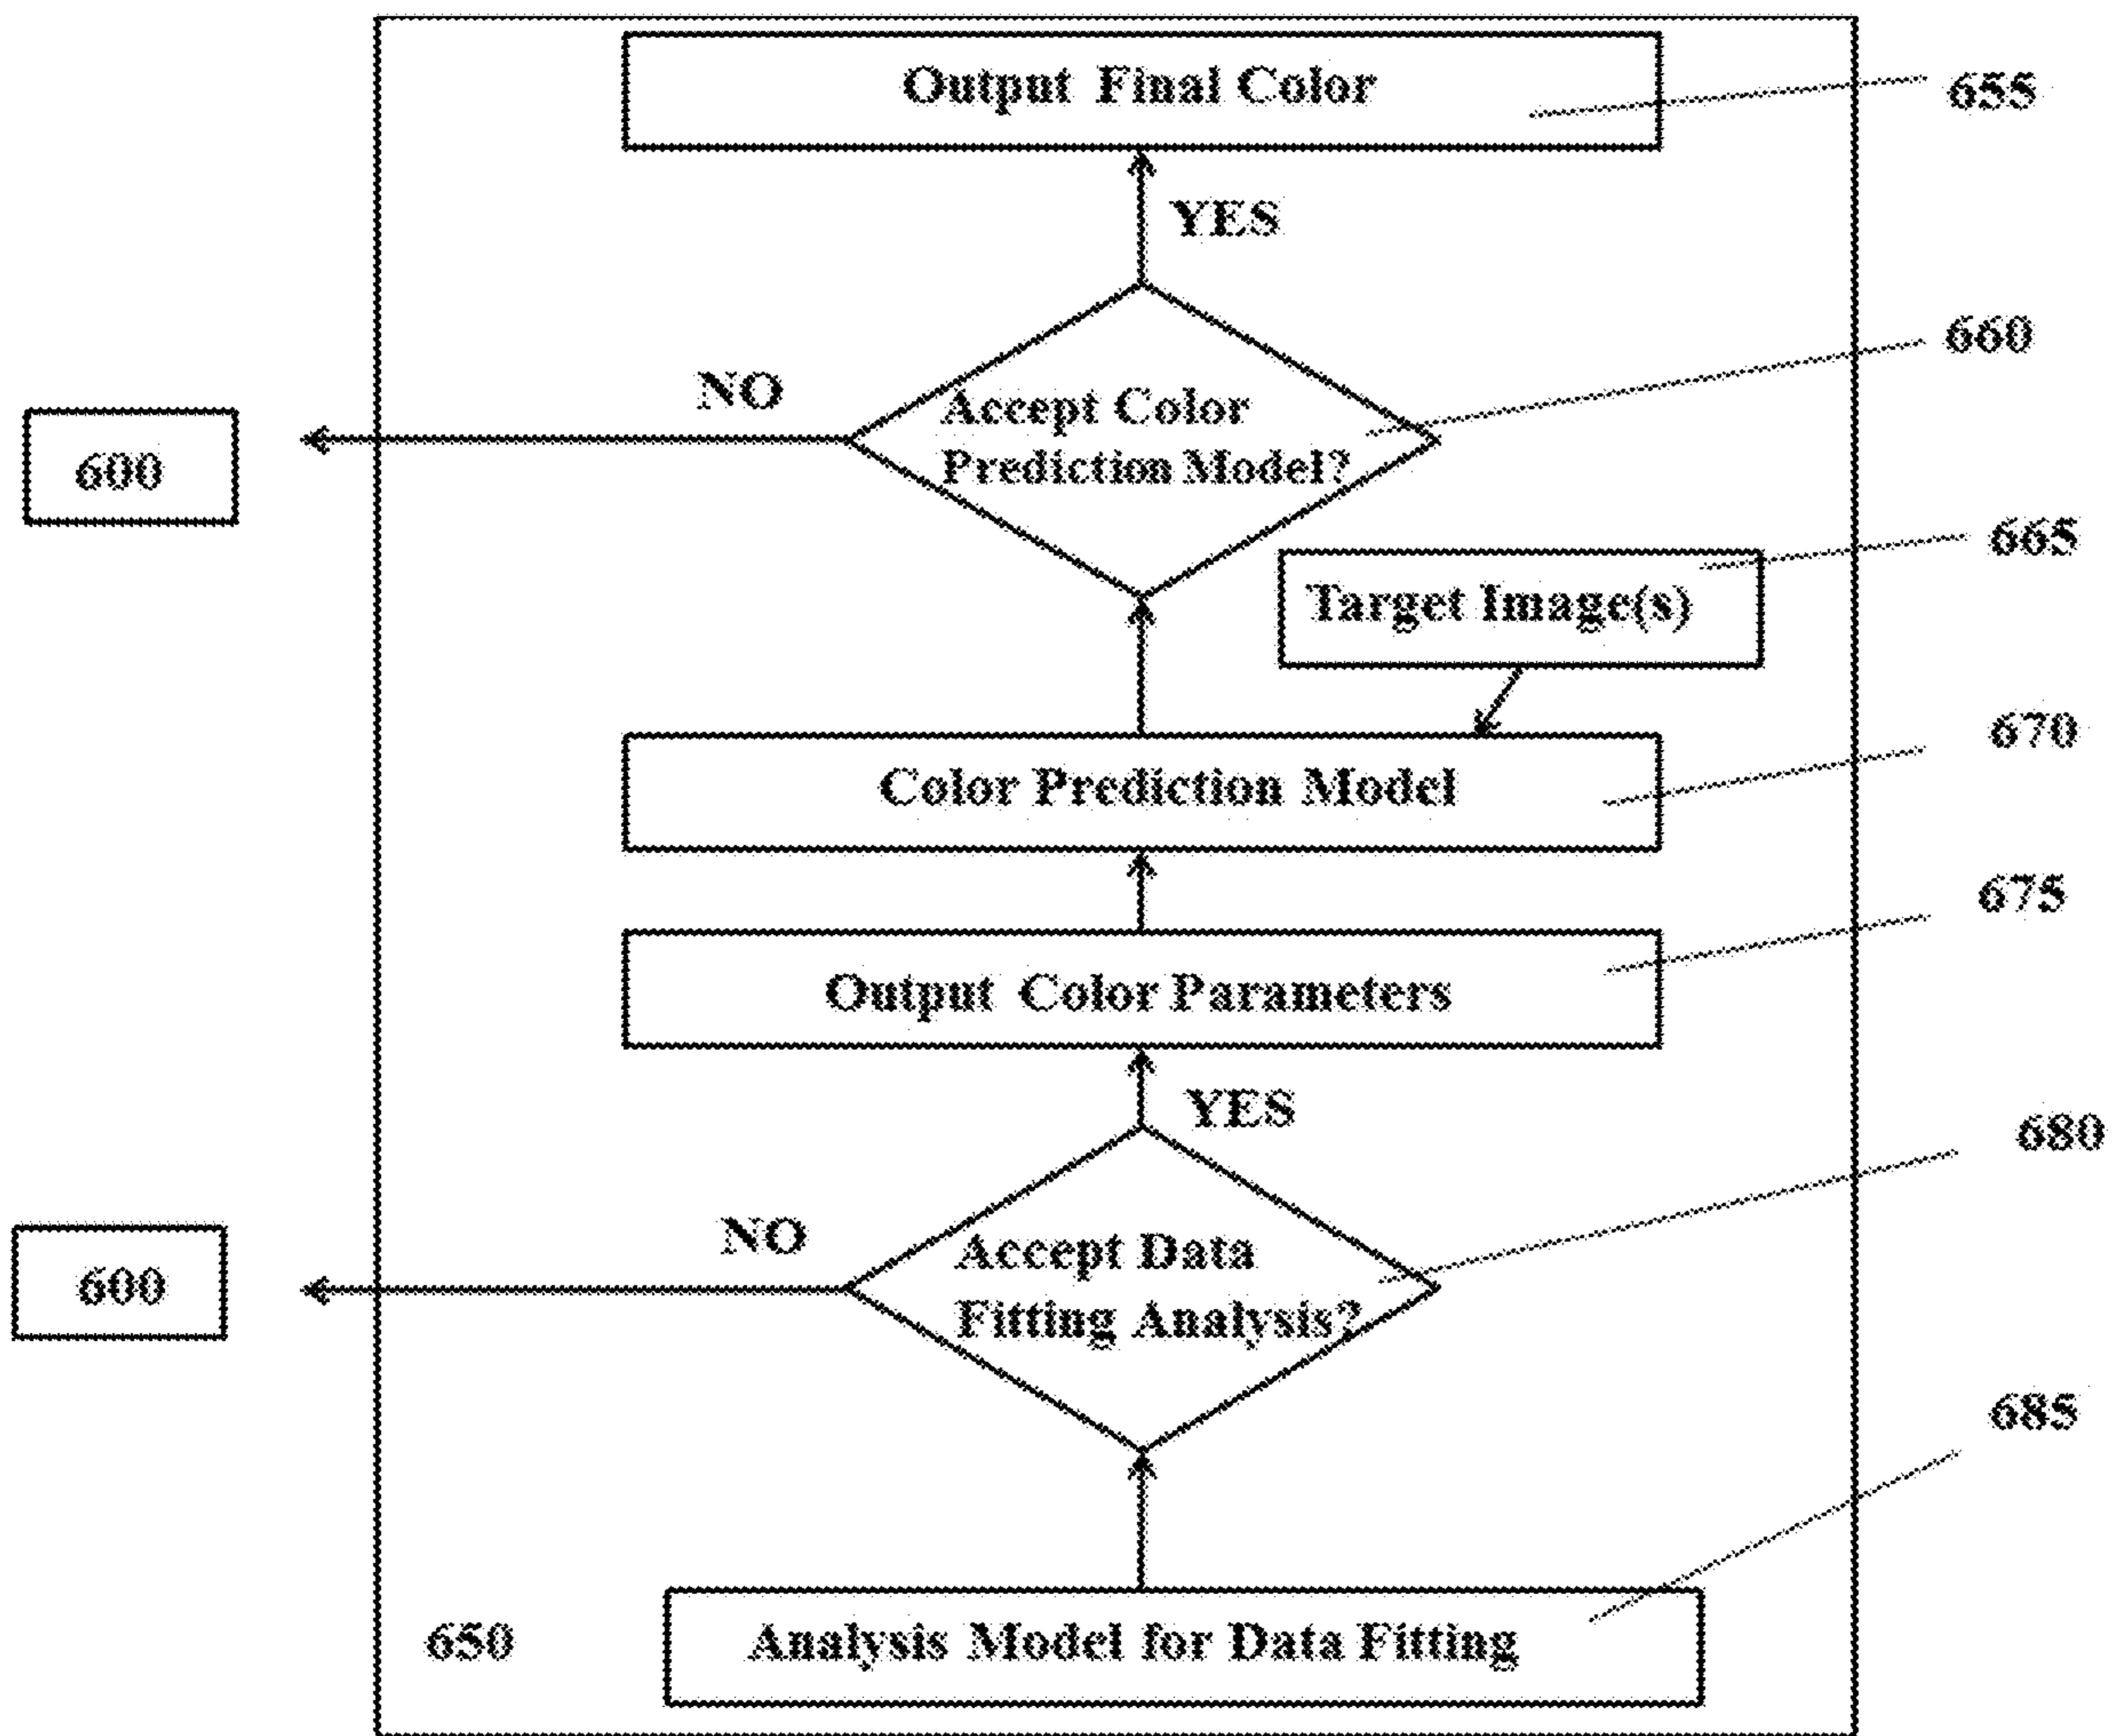 Output Final Color
655
YES
660
NO
Accept Color
Prediction Model?
600
665
Target Image(s)
670
Color Prediction Model
675
Output Color Parameters
YES
680
NO
Accept Data
Fitting Analysis?
600
685
650
Analysis Model for Data Fitting